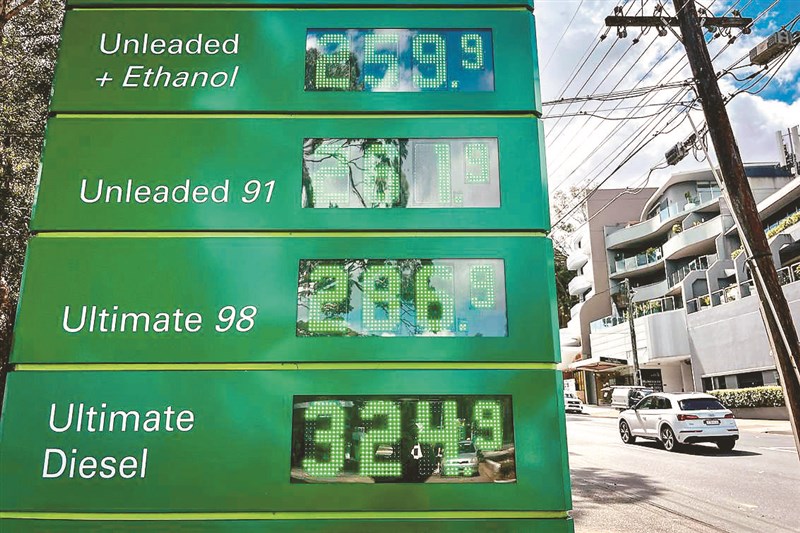 Unleaded
+ Ethanol
259.9
Unleaded 91
Ultimate 98
286.9
Ultimate
Diesel
324.9